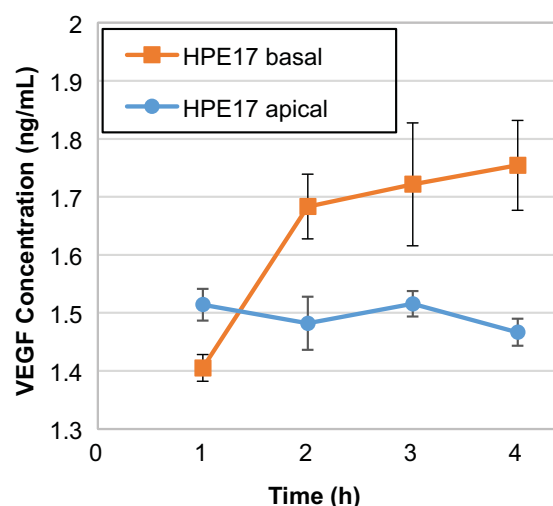 2
1.9
1.8
1.7
1.6
1.5
1.4
1.3
VEGF Concentration (ng/mL)
HPE17 basal
HPE17 apical
0 1 2 3 4
Time (h)